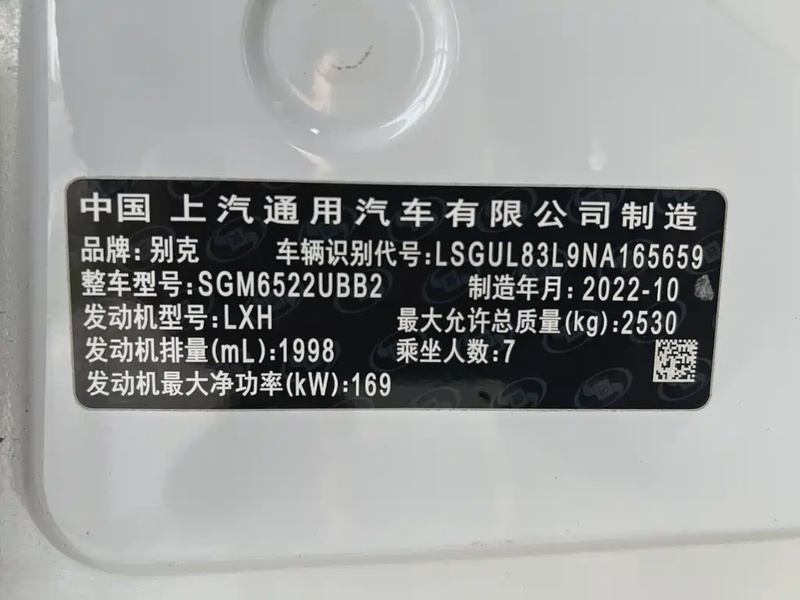 中国 上汽通用汽车有限公司制造
品牌:别克 车辆识别代号:LSGUL83L9NA165659
整车型号:SGM6522UBB2 制造年月:2022-10
发动机型号:LXH 最大允许总质量(kg):2530
发动机排量(mL):1998 乘坐人数:7
发动机最大净功率(kW):169